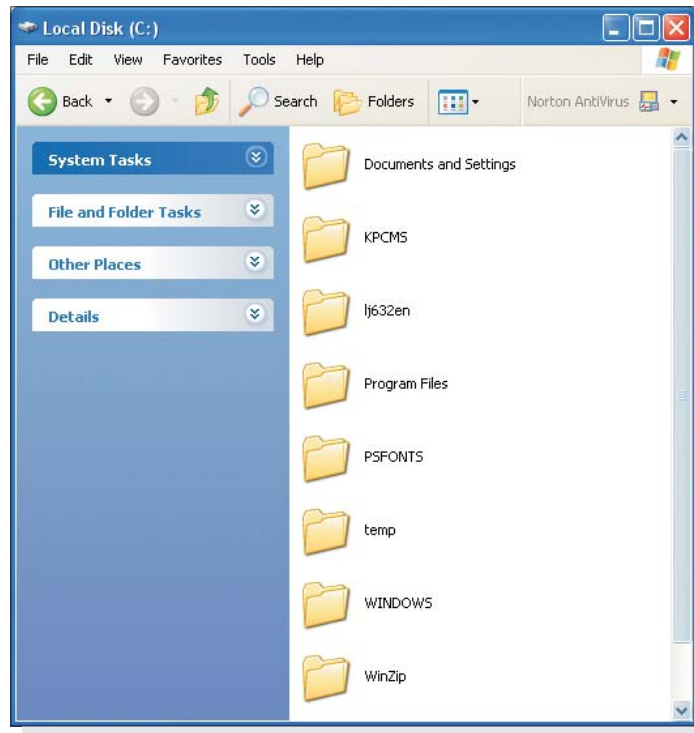 Local Disk (C:)
File Edit View Favorites Tools Help
Back Search Folders Norton AntiVirus
System Tasks
File and Folder Tasks
Other Places
Details
Documents and Settings
KPCMS
lj632en
Program Files
PSFONTS
temp
WINDOWS
WinZip